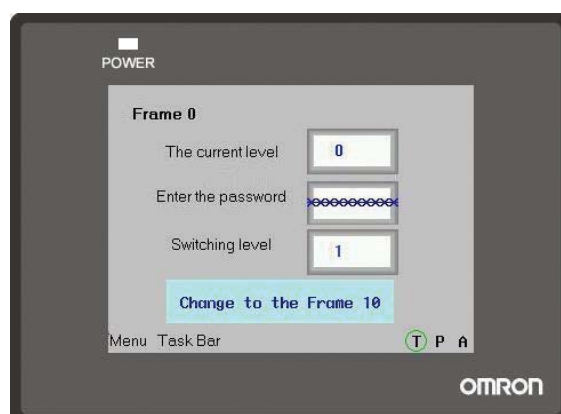 POWER
Frame 0
The current level 0
Enter the password
Switching level 1
Change to the Frame 10
Menu Task Bar T P A
OMRON